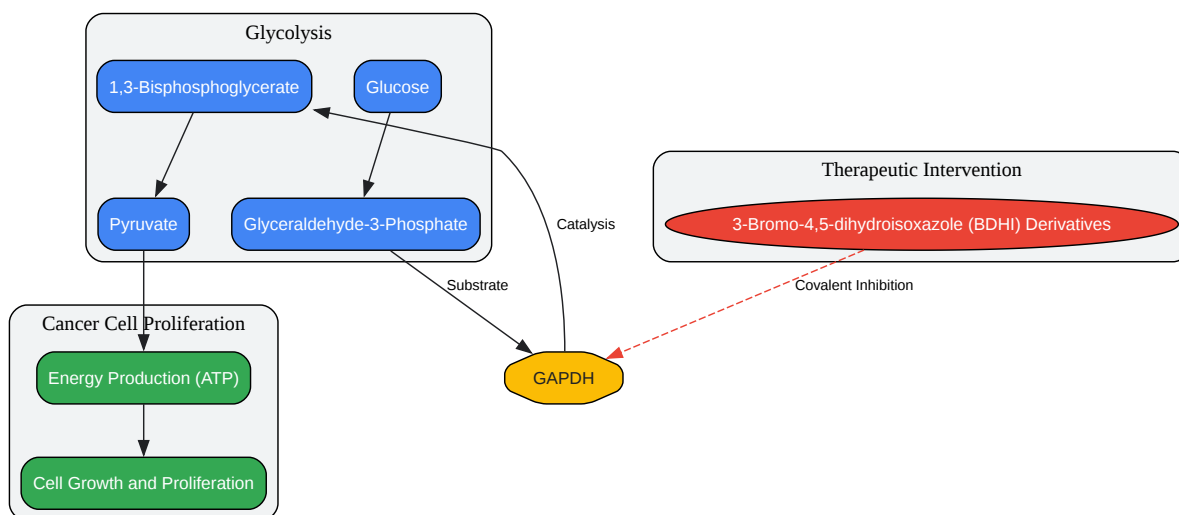 Glycolysis
1,3-Bisphosphoglycerate
Glucose
Therapeutic Intervention
Pyruvate
Glyceraldehyde-3-Phosphate
Catalysis
3-Bromo-4,5-dihydroisoxazole (BDHI) Derivatives
Substrate
Covalent Inhibition
Cancer Cell Proliferation
Energy Production (ATP)
GAPDH
Cell Growth and Proliferation